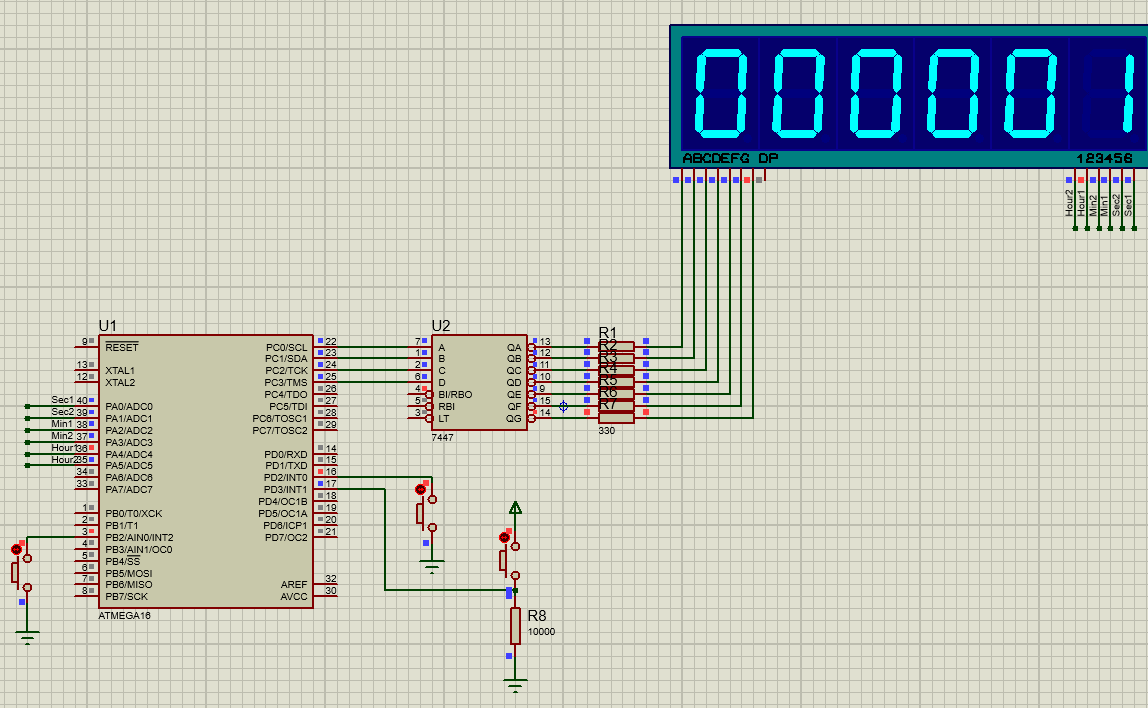 000001
ABCDEFG DP
123456
Hour2
Hour1
Min2
Min1
Sec2
Sec1
U1
9
RESET
13
XTAL1
12
XTAL2
Sec1 40
PA0/ADC0
Sec2 39
PA1/ADC1
Min1 38
PA2/ADC2
Min2 37
PA3/ADC3
Hour1 36
PA4/ADC4
Hour2 35
PA5/ADC5
34
PA6/ADC6
33
PA7/ADC7
1
PB0/T0/XCK
2
PB1/T1
3
PB2/AIN0/INT2
4
PB3/AIN1/OC0
5
PB4/SS
6
PB5/MOSI
7
PB6/MISO
8
PB7/SCK
PC0/SCL
22
PC1/SDA
23
PC2/TCK
24
PC3/TMS
25
PC4/TDO
26
PC5/TDI
27
PC6/TOSC1
28
PC7/TOSC2
29
PD0/RXD
14
PD1/TXD
15
PD2/INT0
16
PD3/INT1
17
PD4/OC1B
18
PD5/OC1A
19
PD6/ICP1
20
PD7/OC2
21
AREF
32
AVCC
30
ATMEGA16
U2
7
A
1
B
2
C
6
D
4
BI/RBO
5
RBI
3
LT
QA
13
QB
12
QC
11
QD
10
QE
9
QF
15
QG
14
7447
R1
R2
R3
R4
R5
R6
R7
330
R8
10000